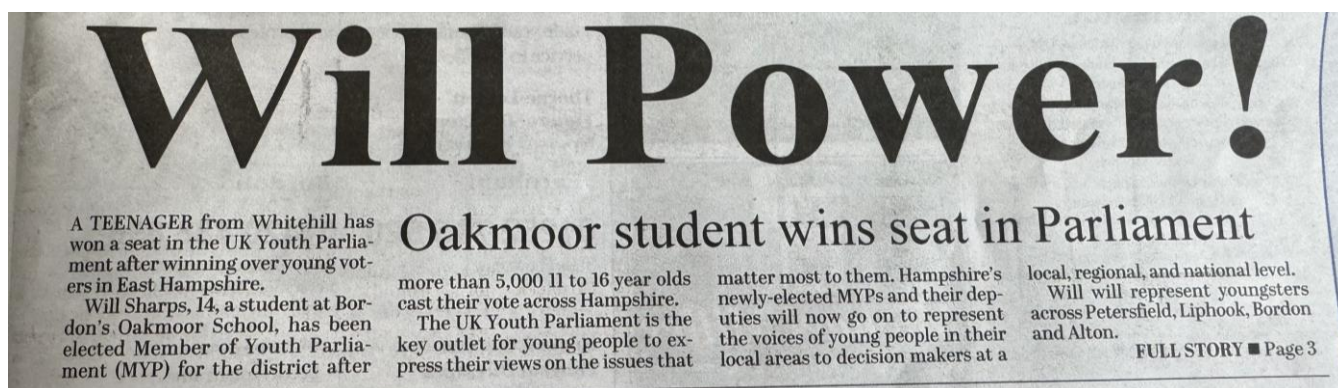 Will Power!
Oakmoor student wins seat in Parliament
A TEENAGER from Whitehill has
won a seat in the UK Youth Parlia-
ment after winning over young vot-
ers in East Hampshire.
Will Sharps, 14, a student at Bor-
don's Oakmoor School, has been
elected Member of Youth Parlia-
ment (MYP) for the district after
more than 5,000 11 to 16 year olds
cast their vote across Hampshire.
The UK Youth Parliament is the
key outlet for young people to ex-
press their views on the issues that
matter most to them. Hampshire's
newly-elected MYPs and their dep-
uties will now go on to represent
the voices of young people in their
local areas to decision makers at a
local, regional, and national level.
Will will represent youngsters
across Petersfield, Liphook, Bordon
and Alton.
FULL STORY ■ Page 3